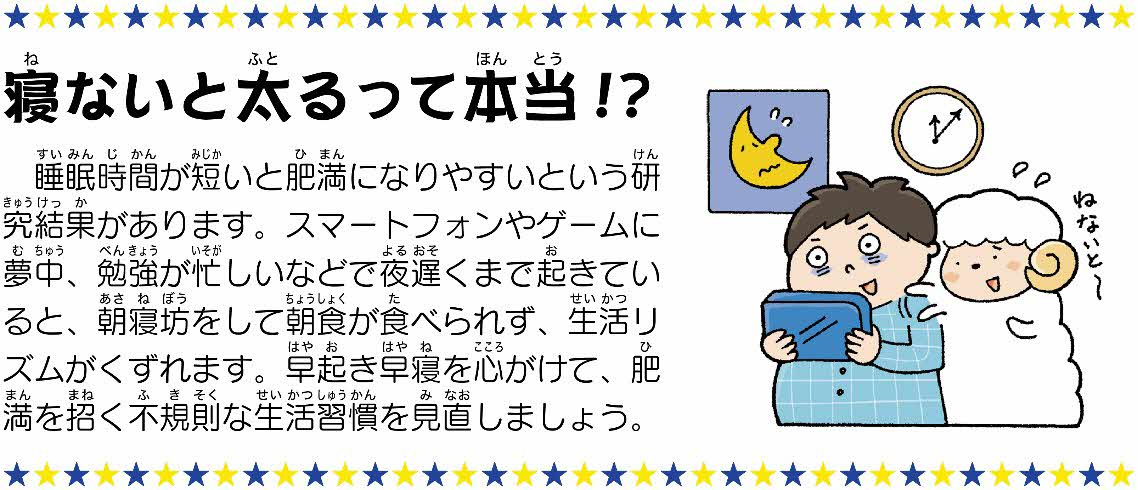 寝ないと太るって本当!?
睡眠時間が短いと肥満になりやすいという研
究結果があります。スマートフォンやゲームに
夢中、勉強が忙しいなどで夜遅くまで起きてい
ると、朝寝坊をして朝食が食べられず、生活リ
ズムがくずれます。早起き早寝を心がけて、肥
満を招く不規則な生活習慣を見直しましょう。
ねないと〜